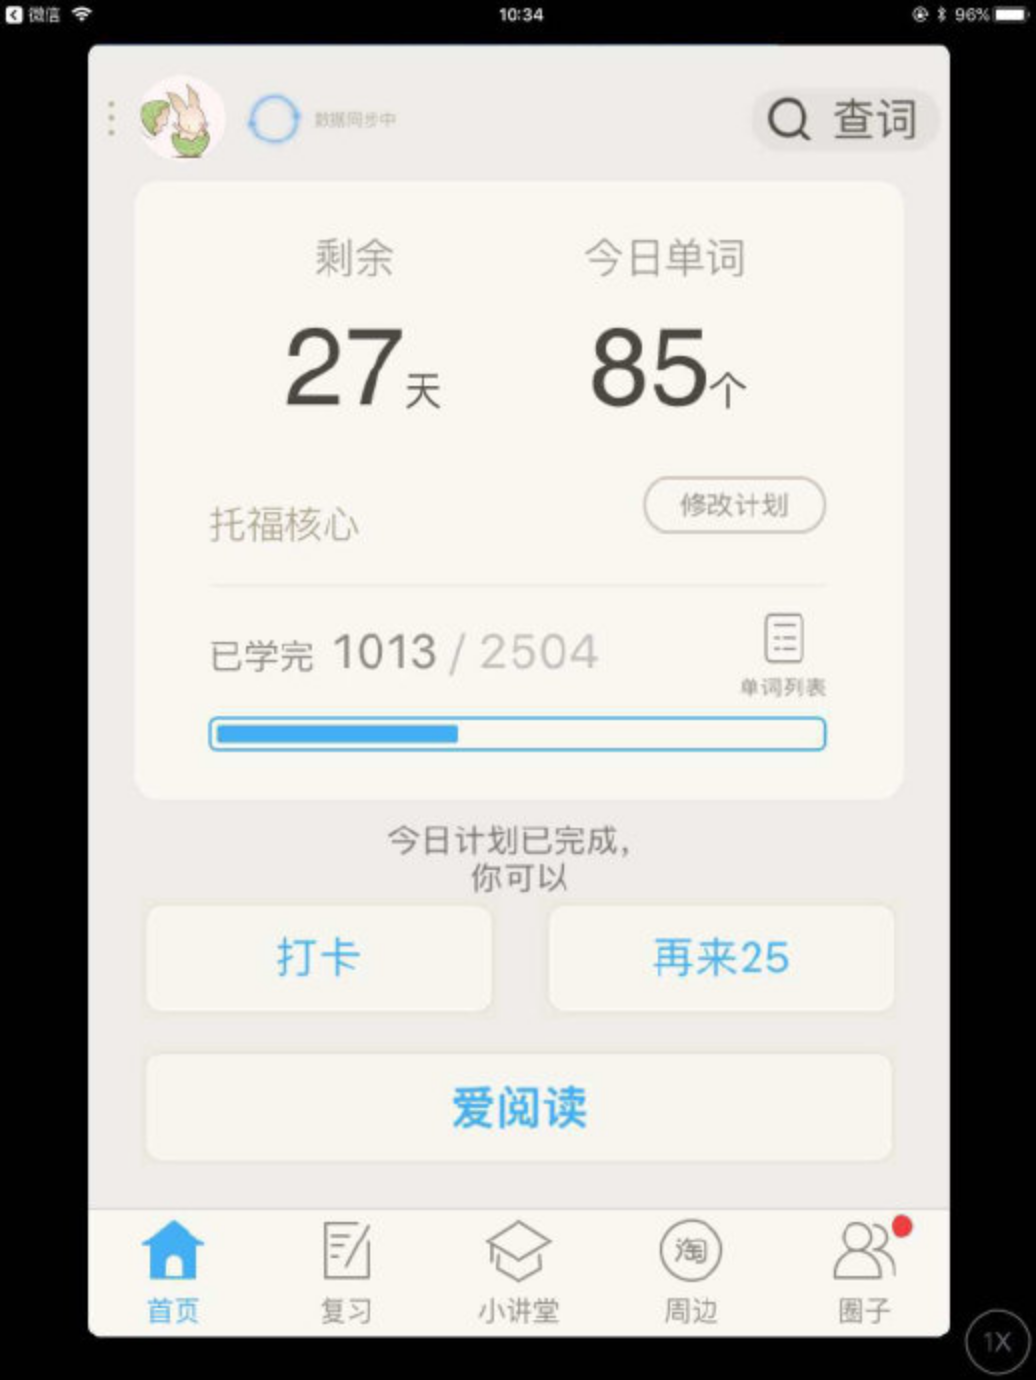 微信 10:34 96%
数据同步中 查词
剩余 今日单词
27天 85个
托福核心 修改计划
已学完 1013 / 2504
单词列表
今日计划已完成，
你可以
打卡 再来25
爱阅读
淘
首页 复习 小讲堂 周边 圈子
1X